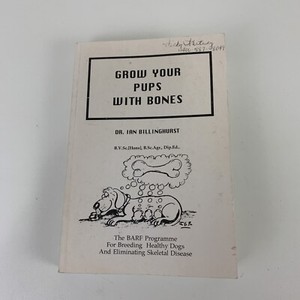 GROW YOUR
PUPS
WITH BONES
DR. IAN BILLINGHURST
B.V.Sc.[Hons], B.Sc.Agr., Dip.Ed.,
The BARF Programme
For Breeding Healthy Dogs
And Eliminating Skeletal Disease